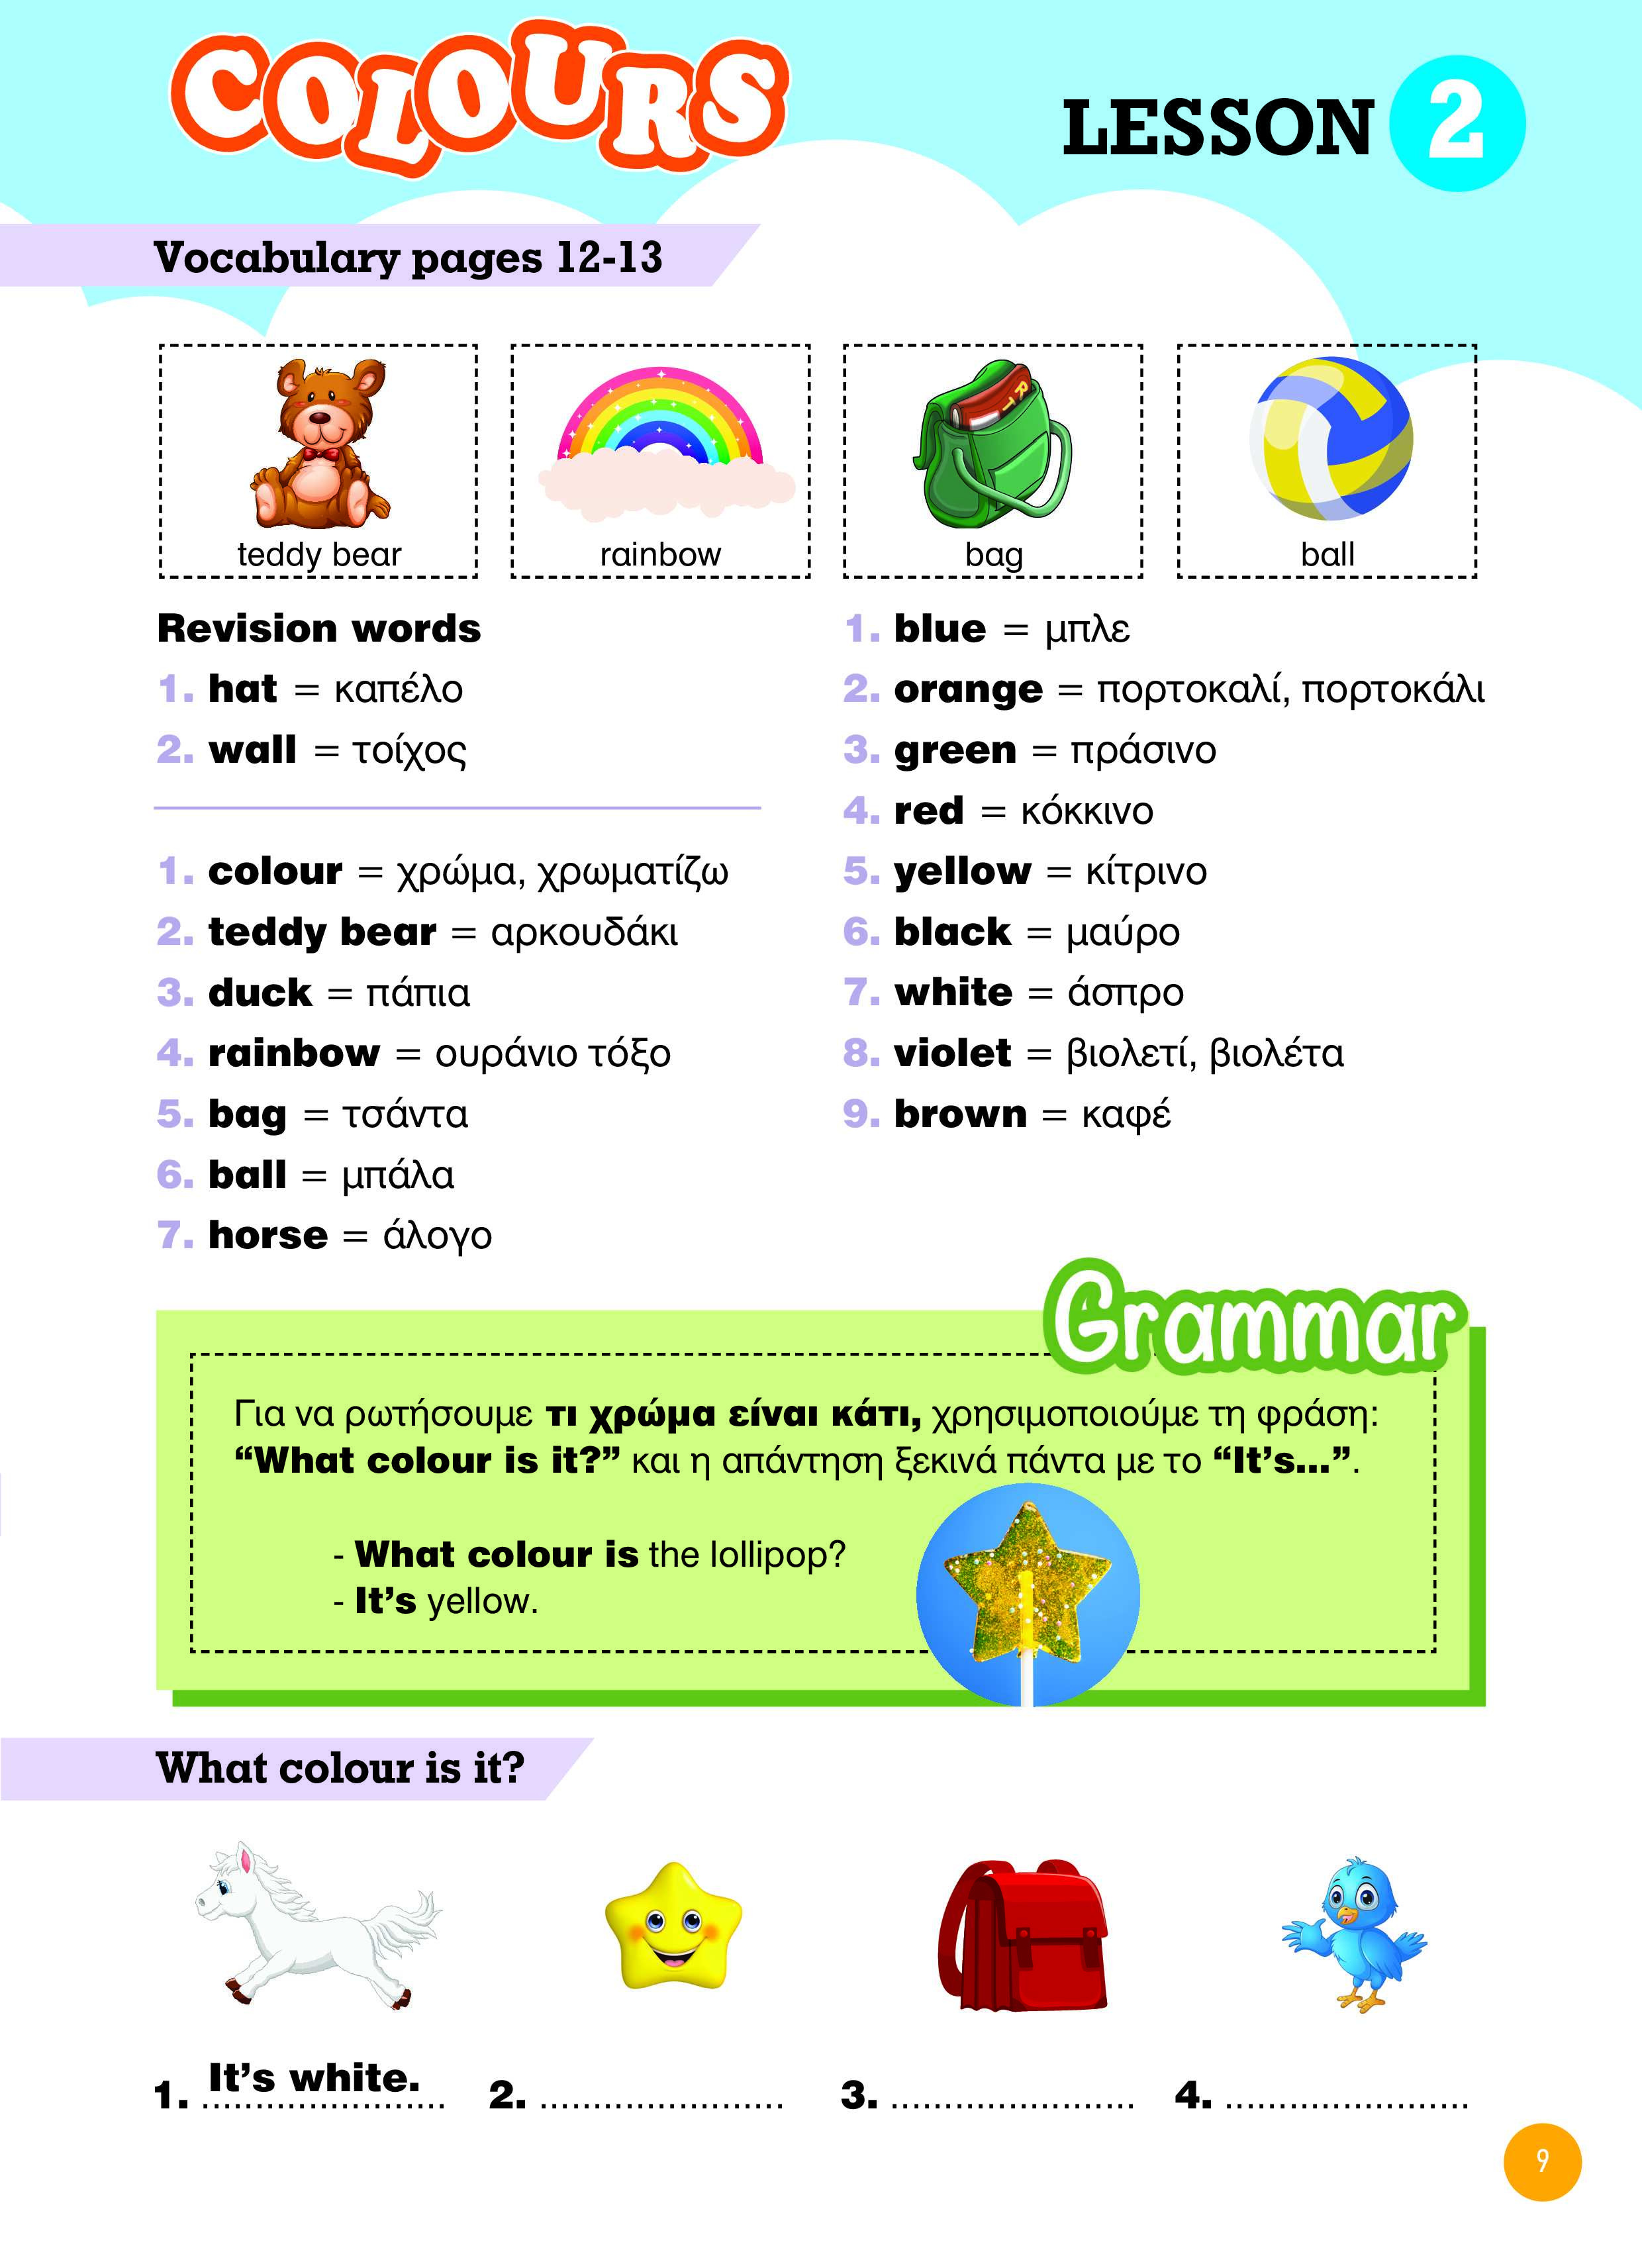 COLOURS
LESSON 2
Vocabulary pages 12-13
RT
teddy bear
rainbow
bag
ball
Revision words
1. hat = καπέλο
2. wall = τοίχος
1. colour = χρώμα, χρωματίζω
2. teddy bear = αρκουδάκι
3. duck = πάπια
4. rainbow = ουράνιο τόξο
5. bag = τσάντα
6. ball = μπάλα
7. horse = άλογο
1. blue = μπλε
2. orange = πορτοκαλί, πορτοκάλι
3. green = πράσινο
4. red = κόκκινο
5. yellow = κίτρινο
6. black = μαύρο
7. white = άσπρο
8. violet = βιολετί, βιολέτα
9. brown = καφέ
Grammar
Για να ρωτήσουμε τι χρώμα είναι κάτι, χρησιμοποιούμε τη φράση:
“What colour is it?” και η απάντηση ξεκινά πάντα με το “It’s...”.
- What colour is the lollipop?
- It’s yellow.
What colour is it?
1. It’s white.
2. ......................
3. ......................
4. ......................
9